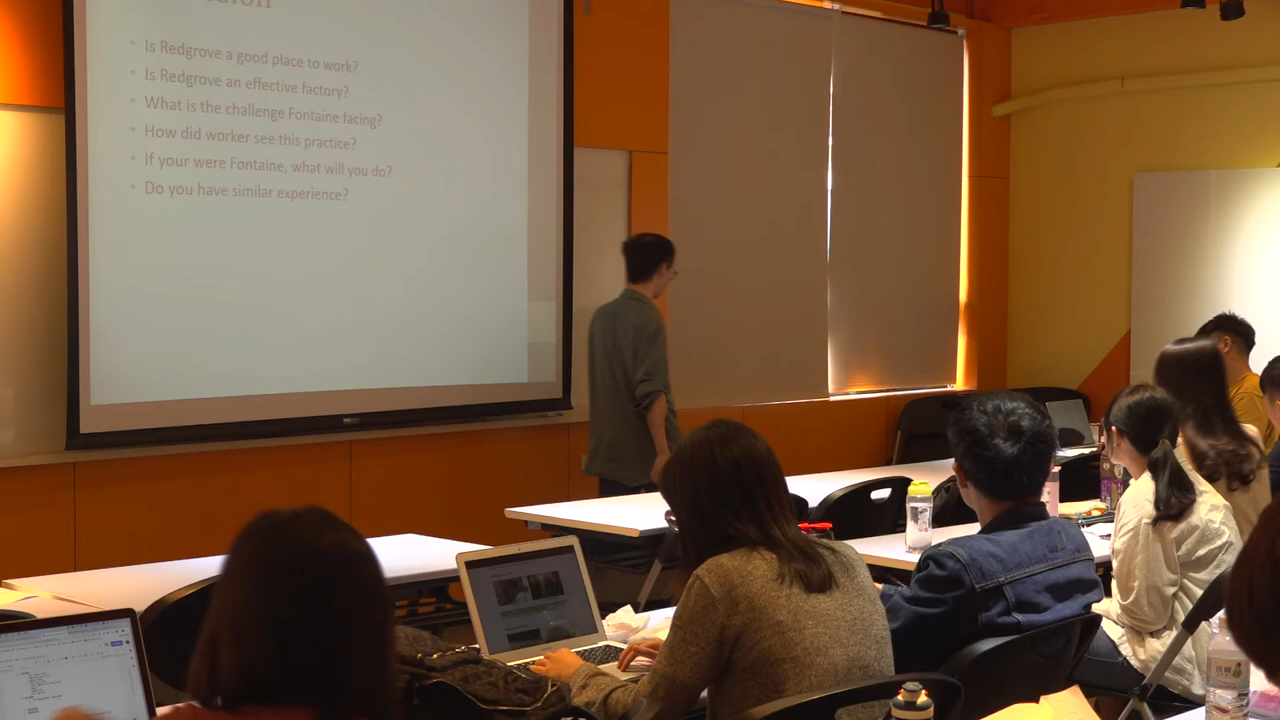 • Is Redgrove a good place to work?
• Is Redgrove an effective factory?
• What is the challenge Fontaine facing?
• How did worker see this practice?
• If your were Fontaine, what will you do?
• Do you have similar experience?